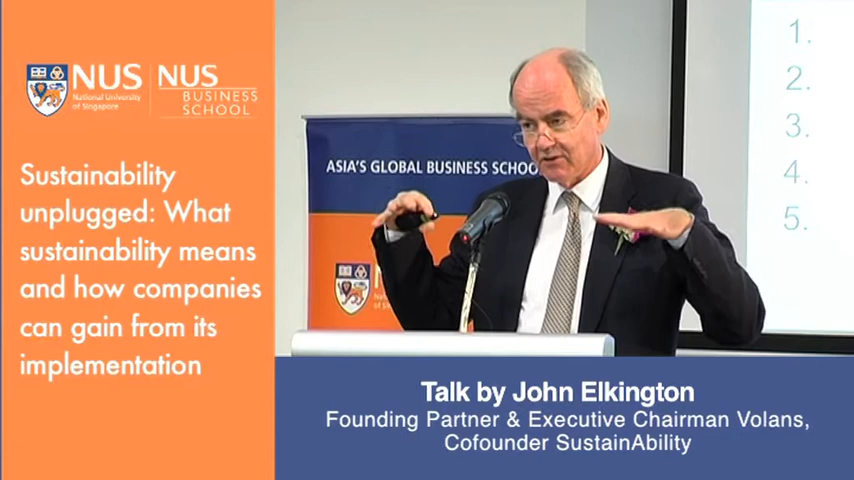 NUS
National University
of Singapore
NUS
BUSINESS
SCHOOL
Sustainability
unplugged: What
sustainability means
and how companies
can gain from its
implementation
ASIA'S GLOBAL BUSINESS
1.
2.
3.
4.
5.
Talk by John Elkington
Founding Partner & Executive Chairman Volans,
Cofounder SustainAbility